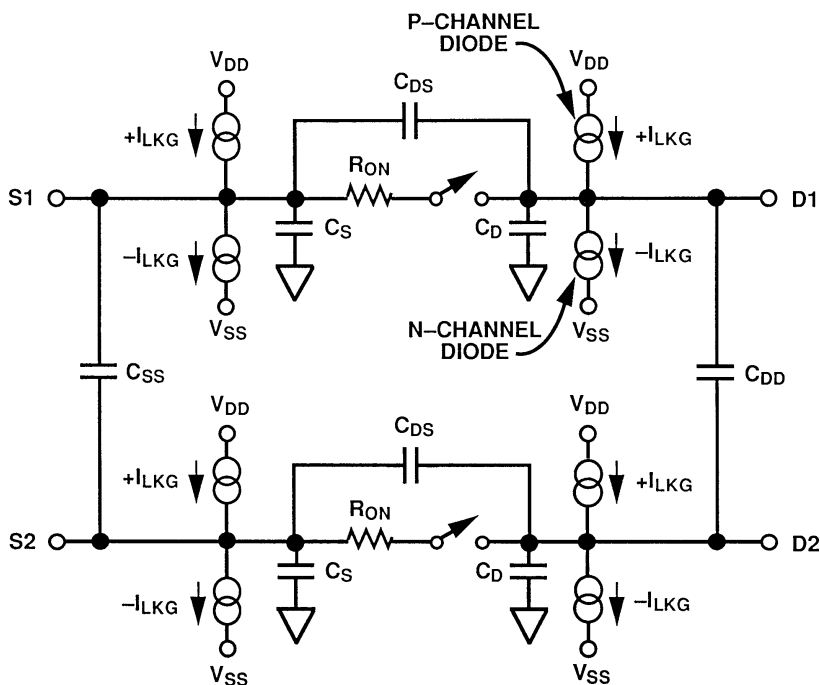 P–CHANNEL
DIODE
VDD
VDD
CDS
+ILKG
+ILKG
RON
S1
D1
CS
CD
–ILKG
–ILKG
VSS
VSS
N–CHANNEL
DIODE
CSS
CDD
VDD
VDD
CDS
+ILKG
+ILKG
RON
S2
D2
CS
CD
–ILKG
–ILKG
VSS
VSS